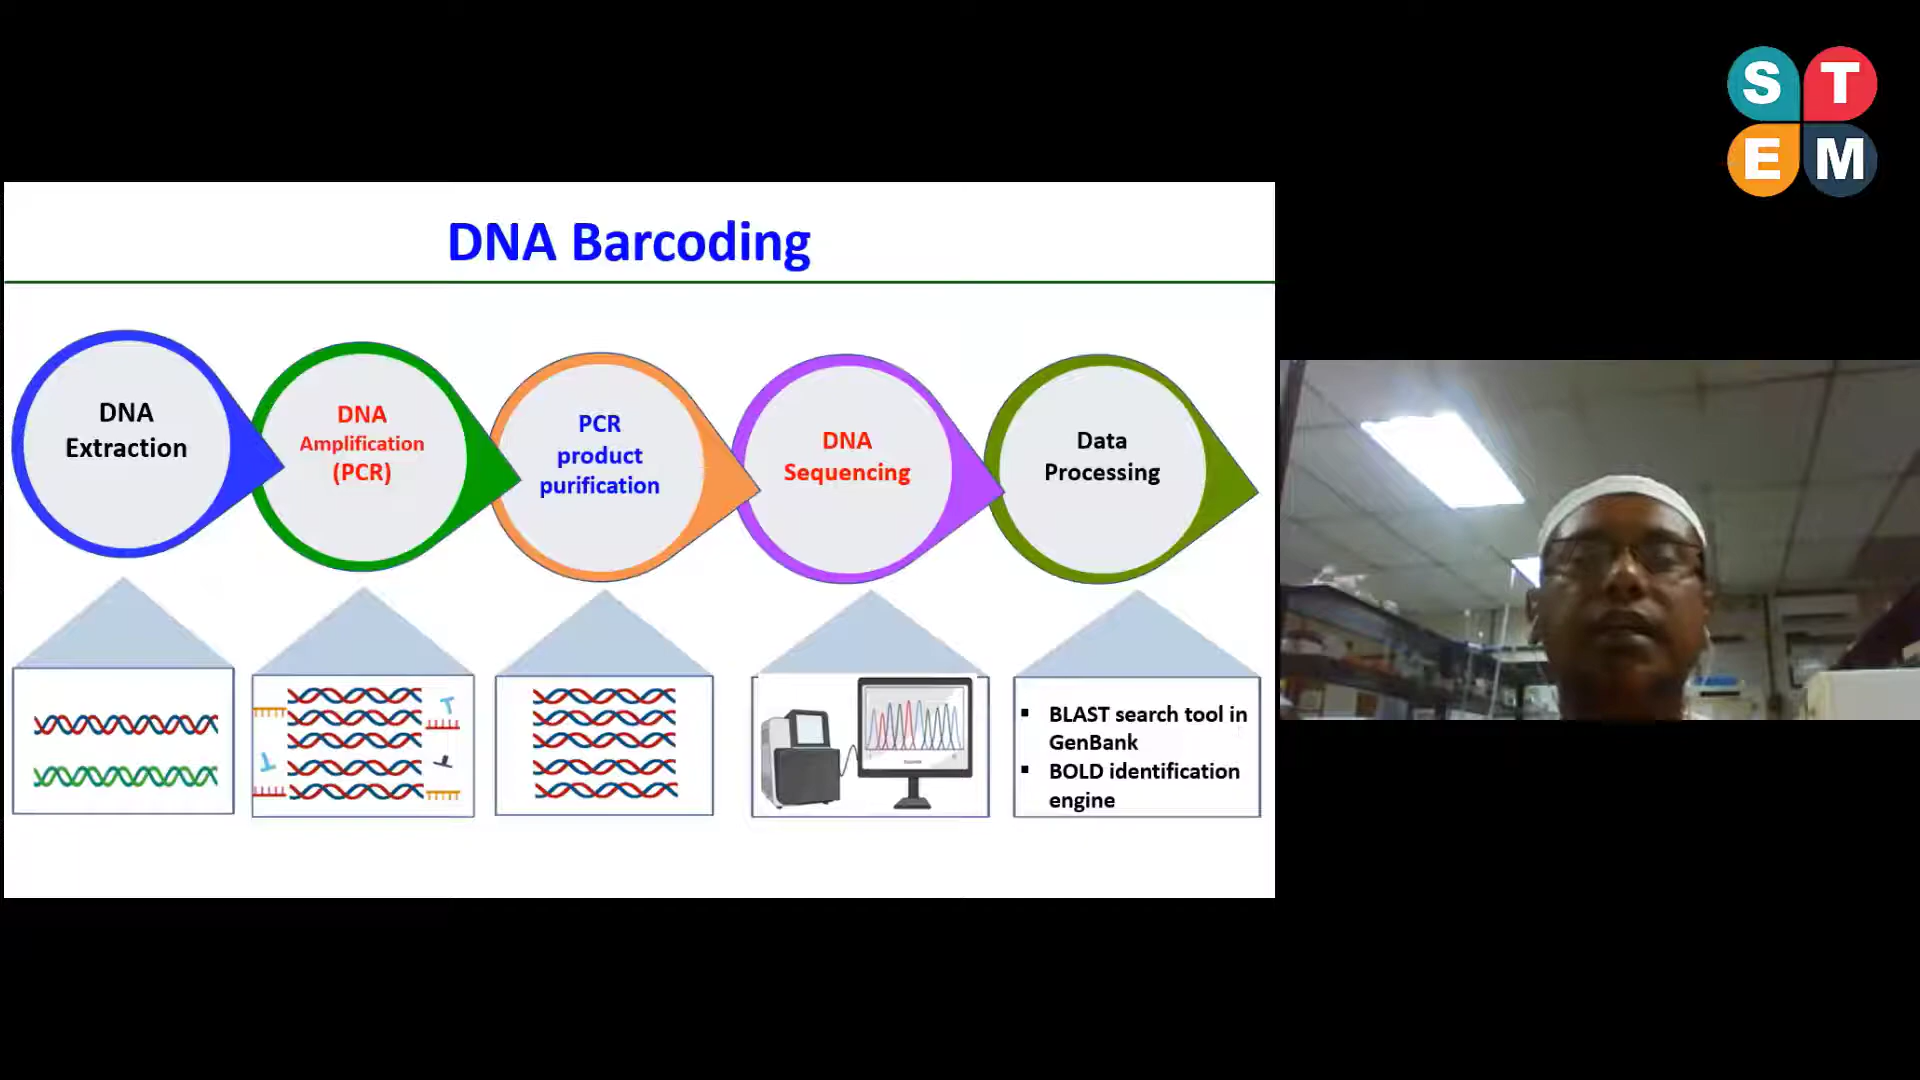 S T
E M
DNA Barcoding
DNA
Extraction
DNA
Amplification
(PCR)
PCR
product
purification
DNA
Sequencing
Data
Processing
▪ BLAST search tool in
GenBank
▪ BOLD identification
engine